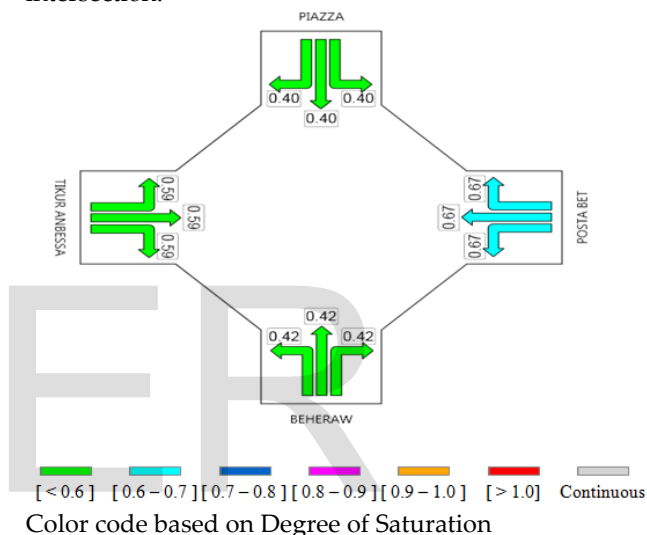 intersection.
PIAZZA
0.40 0.40
0.40
TIKUR ANBESSA
0.59
0.59
0.59
0.67
0.67
0.67
POSTA BET
0.42
0.42 0.42
BEHERAW
ER
[ < 0.6 ] [ 0.6 – 0.7 ] [ 0.7 – 0.8 ] [ 0.8 – 0.9 ] [ 0.9 – 1.0 ] [ > 1.0 ] Continuous
Color code based on Degree of Saturation